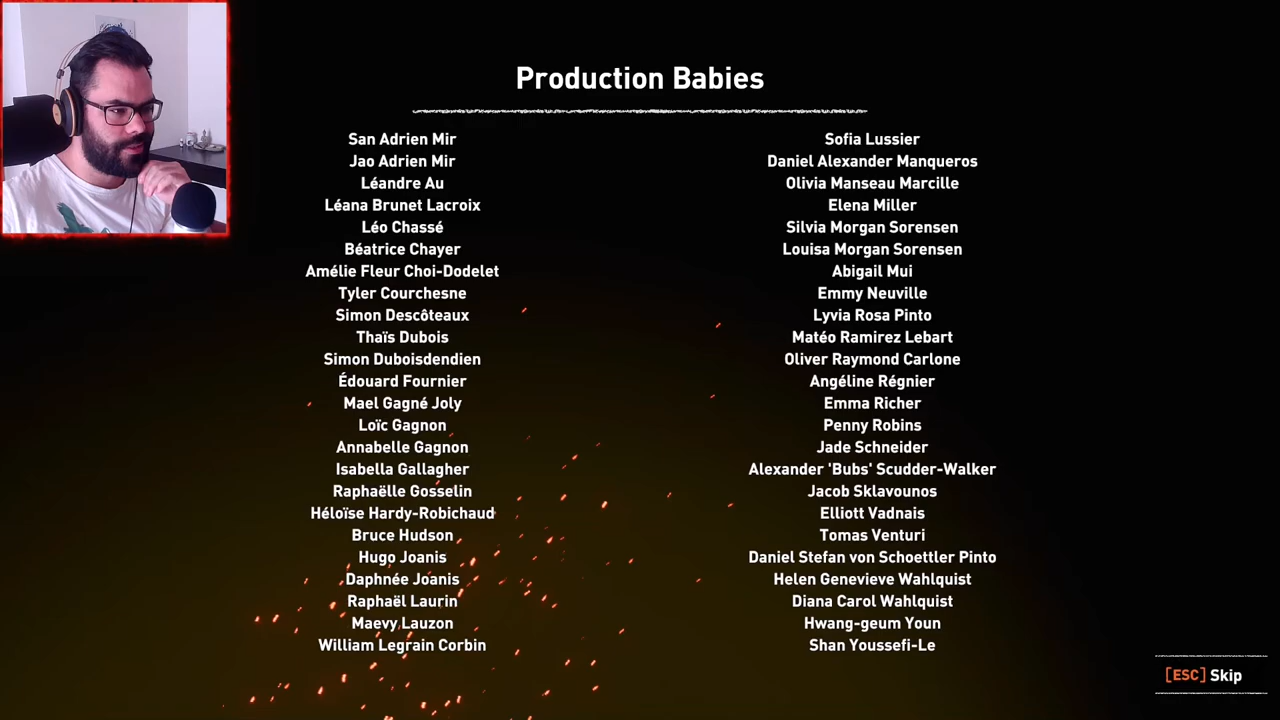 Production Babies
San Adrien Mir
Jao Adrien Mir
Léandre Au
Léana Brunet Lacroix
Léo Chassé
Béatrice Chayer
Amélie Fleur Choi-Dodelet
Tyler Courchesne
Simon Descôteaux
Thaïs Dubois
Simon Duboisdendien
Édouard Fournier
Mael Gagné Joly
Loïc Gagnon
Annabelle Gagnon
Isabella Gallagher
Raphaëlle Gosselin
Héloïse Hardy-Robichaud
Bruce Hudson
Hugo Joanis
Daphnée Joanis
Raphaël Laurin
Maevy Lauzon
William Legrain Corbin
Sofia Lussier
Daniel Alexander Manqueros
Olivia Manseau Marcille
Elena Miller
Silvia Morgan Sorensen
Louisa Morgan Sorensen
Abigail Mui
Emmy Neuville
Lyvia Rosa Pinto
Matéo Ramirez Lebart
Oliver Raymond Carlone
Angéline Régnier
Emma Richer
Penny Robins
Jade Schneider
Alexander 'Bubs' Scudder-Walker
Jacob Sklavounos
Elliott Vadnais
Tomas Venturi
Daniel Stefan von Schoettler Pinto
Helen Genevieve Wahlquist
Diana Carol Wahlquist
Hwang-geum Youn
Shan Youssefi-Le
[ESC] Skip